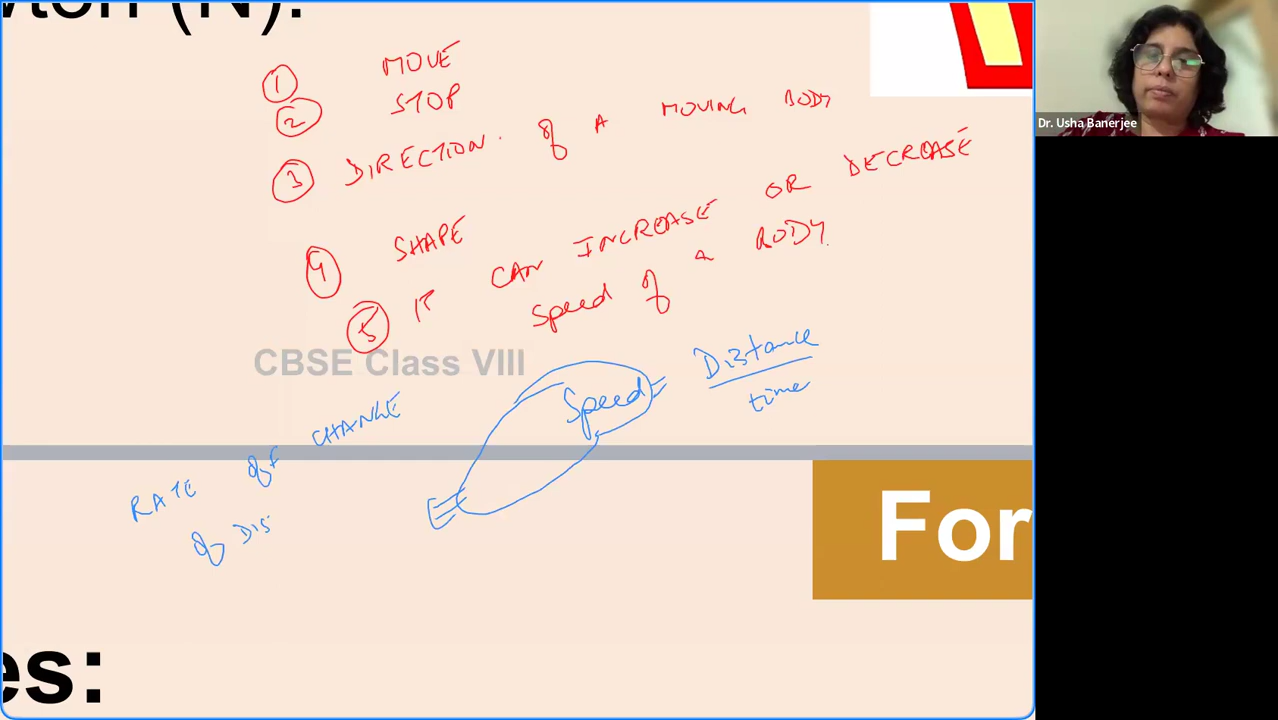 wton (N).
① MOVE
② STOP
③ DIRECTION. of A MOVING BODY
④ SHAPE
⑤ IT CAN INCREASE OR DECREASE
Speed of a BODY.
CBSE Class VIII
Speed = Distance
time
RATE of CHANGE
of DIS
For
es:
Dr. Usha Banerjee